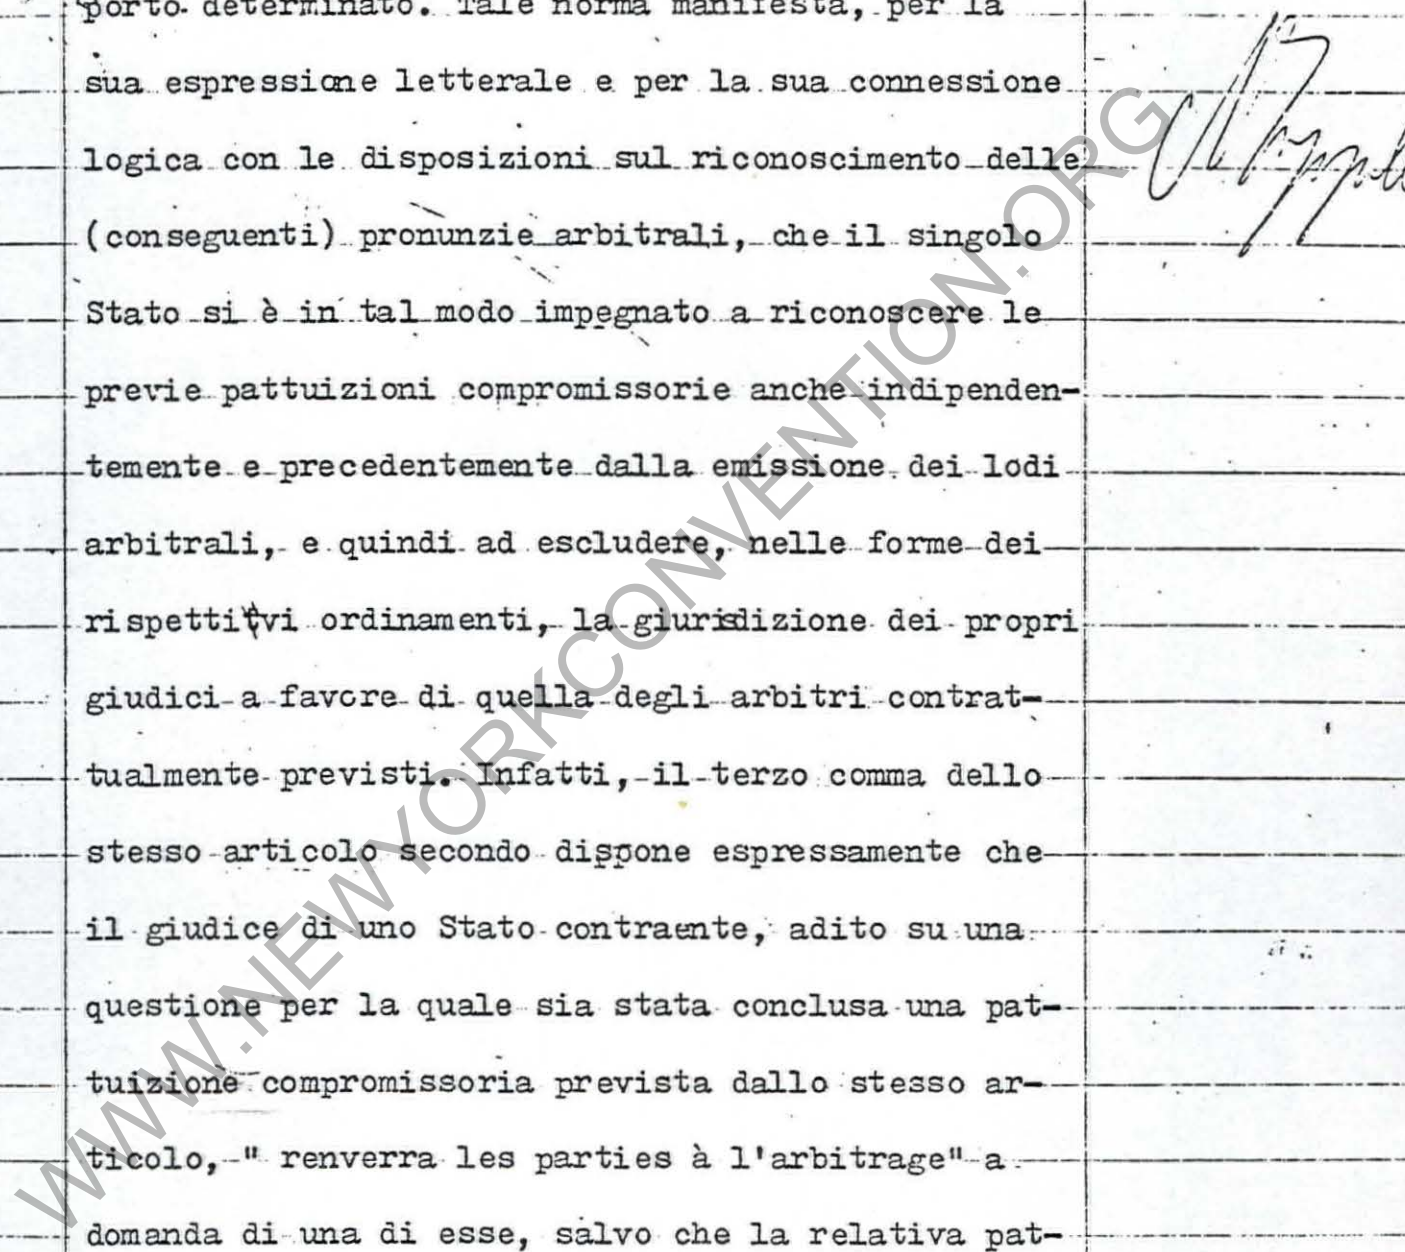 porto determinato. Tale norma manifesta, per la
sua espressione letterale e per la sua connessione
logica con le disposizioni sul riconoscimento delle
(conseguenti) pronunzie arbitrali, che il singolo
Stato si è in tal modo impegnato a riconoscere le
previe pattuizioni compromissorie anche indipenden-
temente e precedentemente dalla emissione dei lodi
arbitrali, e quindi ad escludere, nelle forme dei
rispettitvi ordinamenti, la giurisdizione dei propri
giudici a favore di quella degli arbitri contrat-
tualmente previsti. Infatti, il terzo comma dello
stesso articolo secondo dispone espressamente che
il giudice di uno Stato contraente, adito su una
questione per la quale sia stata conclusa una pat-
tuizione compromissoria prevista dallo stesso ar-
ticolo, " renverra les parties à l'arbitrage" a
domanda di una di esse, salvo che la relativa pat-
WWW.NEWYORKCONVENTION.ORG